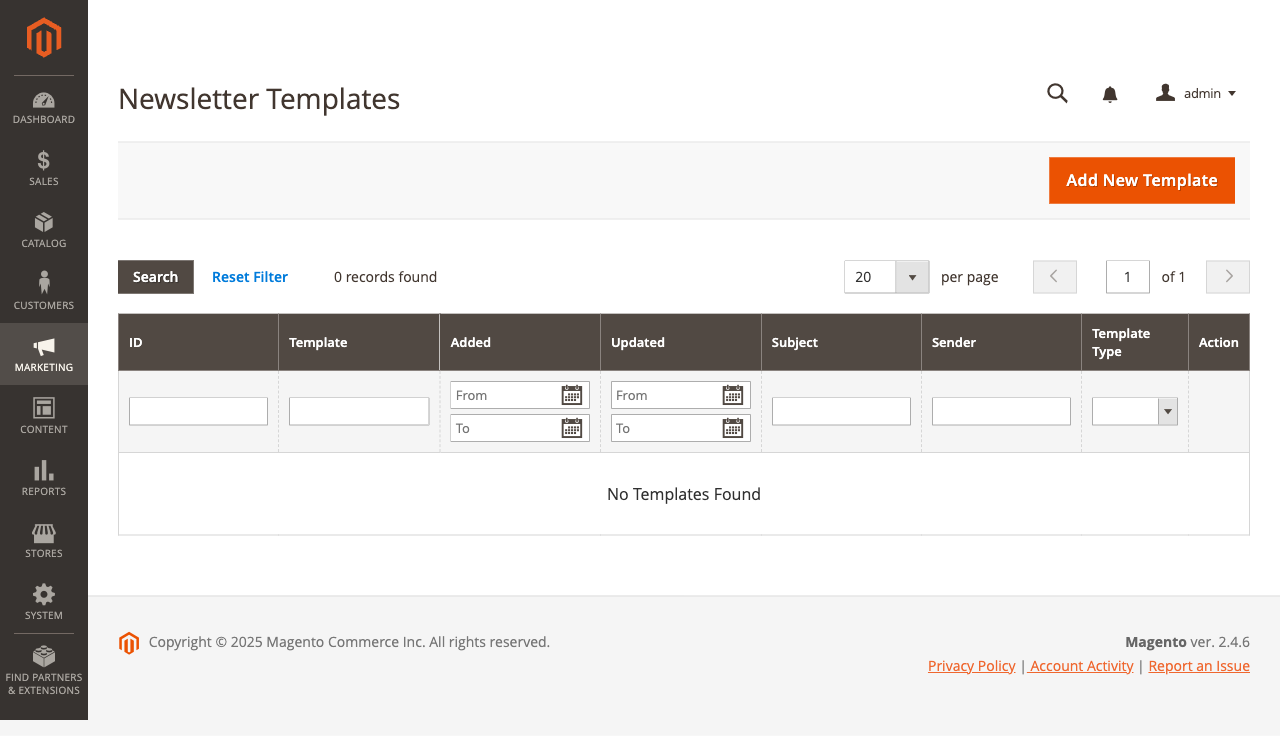 Newsletter Templates
admin
DASHBOARD
SALES
CATALOG
CUSTOMERS
MARKETING
CONTENT
REPORTS
STORES
SYSTEM
FIND PARTNERS
& EXTENSIONS
Add New Template
Search Reset Filter 0 records found 20 per page 1 of 1
ID Template Added Updated Subject Sender Template Type Action
From From
To To
No Templates Found
Copyright © 2025 Magento Commerce Inc. All rights reserved. Magento ver. 2.4.6
Privacy Policy | Account Activity | Report an Issue